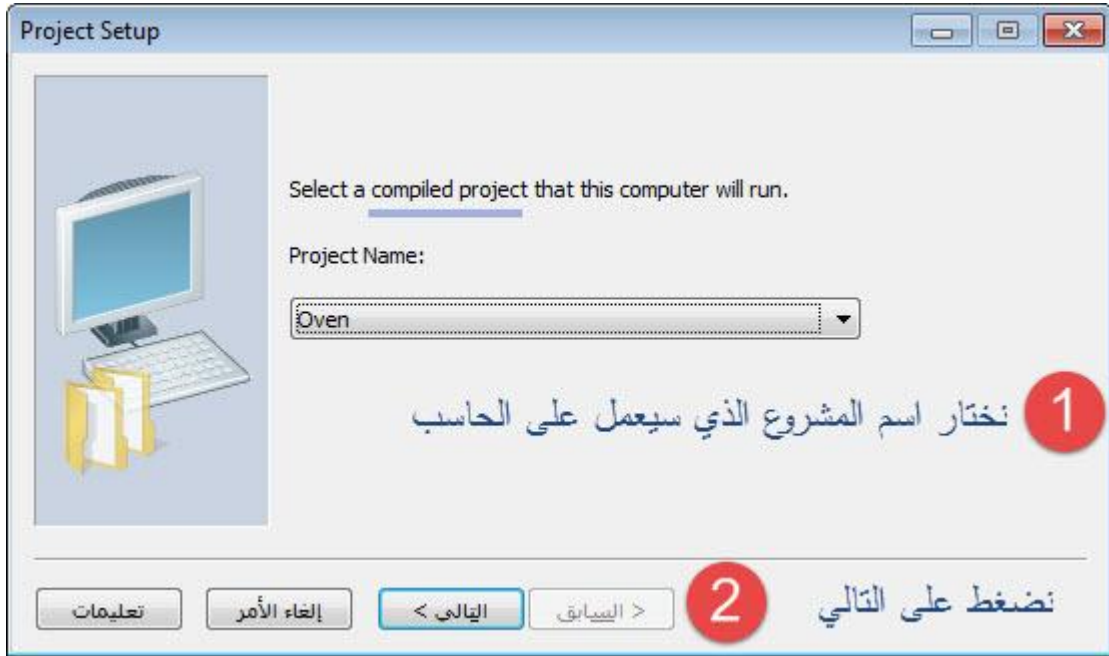 Project Setup
Select a compiled project that this computer will run.
Project Name:
Oven
نختار اسم المشروع الذي سيعمل على الحاسب
1
تعليمات
إلغاء الأمر
التالي >
< السابق
2
نضغط على التالي